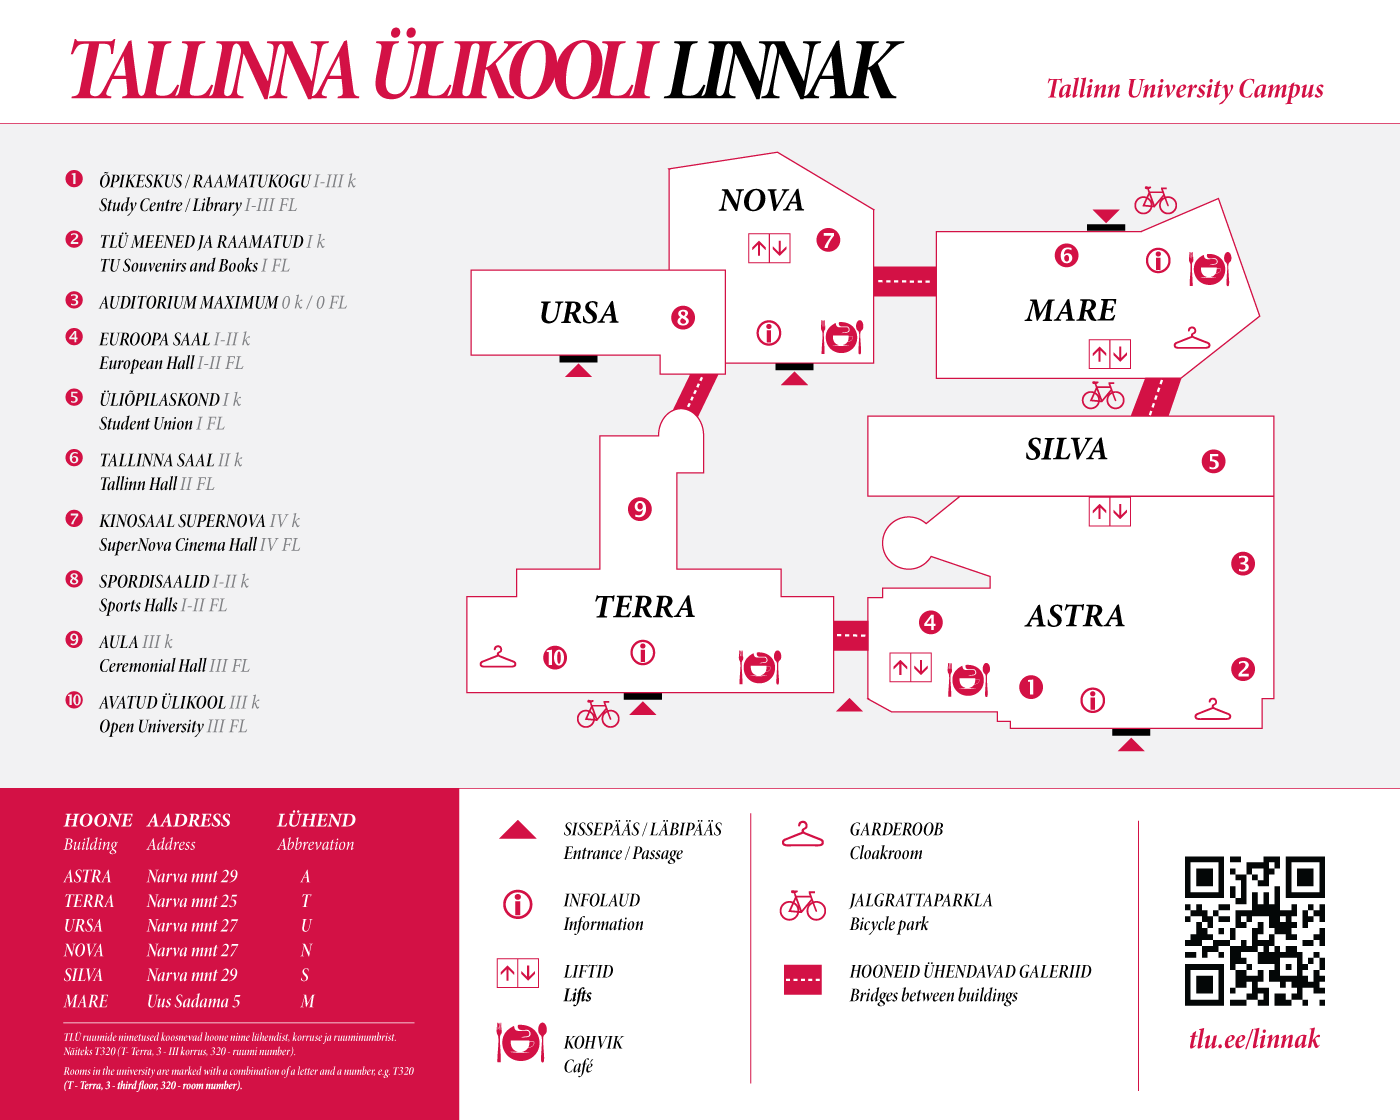 TALLINNA ÜLIKOOLI LINNAK
Tallinn University Campus
1 ÕPIKESKUS / RAAMATUKOGU I-III k
Study Centre / Library I-III FL
2 TLÜ MEENED JA RAAMATUD I k
TU Souvenirs and Books I FL
3 AUDITORIUM MAXIMUM 0 k / 0 FL
4 EUROOPA SAAL I-II k
European Hall I-II FL
5 ÜLIÕPILASKOND I k
Student Union I FL
6 TALLINNA SAAL II k
Tallinn Hall II FL
7 KINOSAAL SUPERNOVA IV k
SuperNova Cinema Hall IV FL
8 SPORDISAALID I-II k
Sports Halls I-II FL
9 AULA III k
Ceremonial Hall III FL
10 AVATUD ÜLIKOOL III k
Open University III FL
NOVA
7
URSA
8
6
MARE
SILVA
5
9
3
TERRA
10
4
ASTRA
1
2
HOONE AADRESS LÜHEND
Building Address Abbrevation
ASTRA Narva mnt 29 A
TERRA Narva mnt 25 T
URSA Narva mnt 27 U
NOVA Narva mnt 27 N
SILVA Narva mnt 29 S
MARE Uus Sadama 5 M
TLÜ ruumide nimetused koosnevad hoone nime lühendist, korruse ja ruuminumbrist.
Näiteks T320 (T- Terra, 3 - III korrus, 320 - ruumi number).
Rooms in the university are marked with a combination of a letter and a number, e.g. T320
(T - Terra, 3 - third floor, 320 - room number).
SISSEPÄÄS / LÄBIPÄÄS
Entrance / Passage
INFOLAUD
Information
LIFTID
Lifts
KOHVIK
Café
GARDEROOB
Cloakroom
JALGRATTAPARKLA
Bicycle park
HOONEID ÜHENDAVAD GALERIID
Bridges between buildings
tlu.ee/linnak